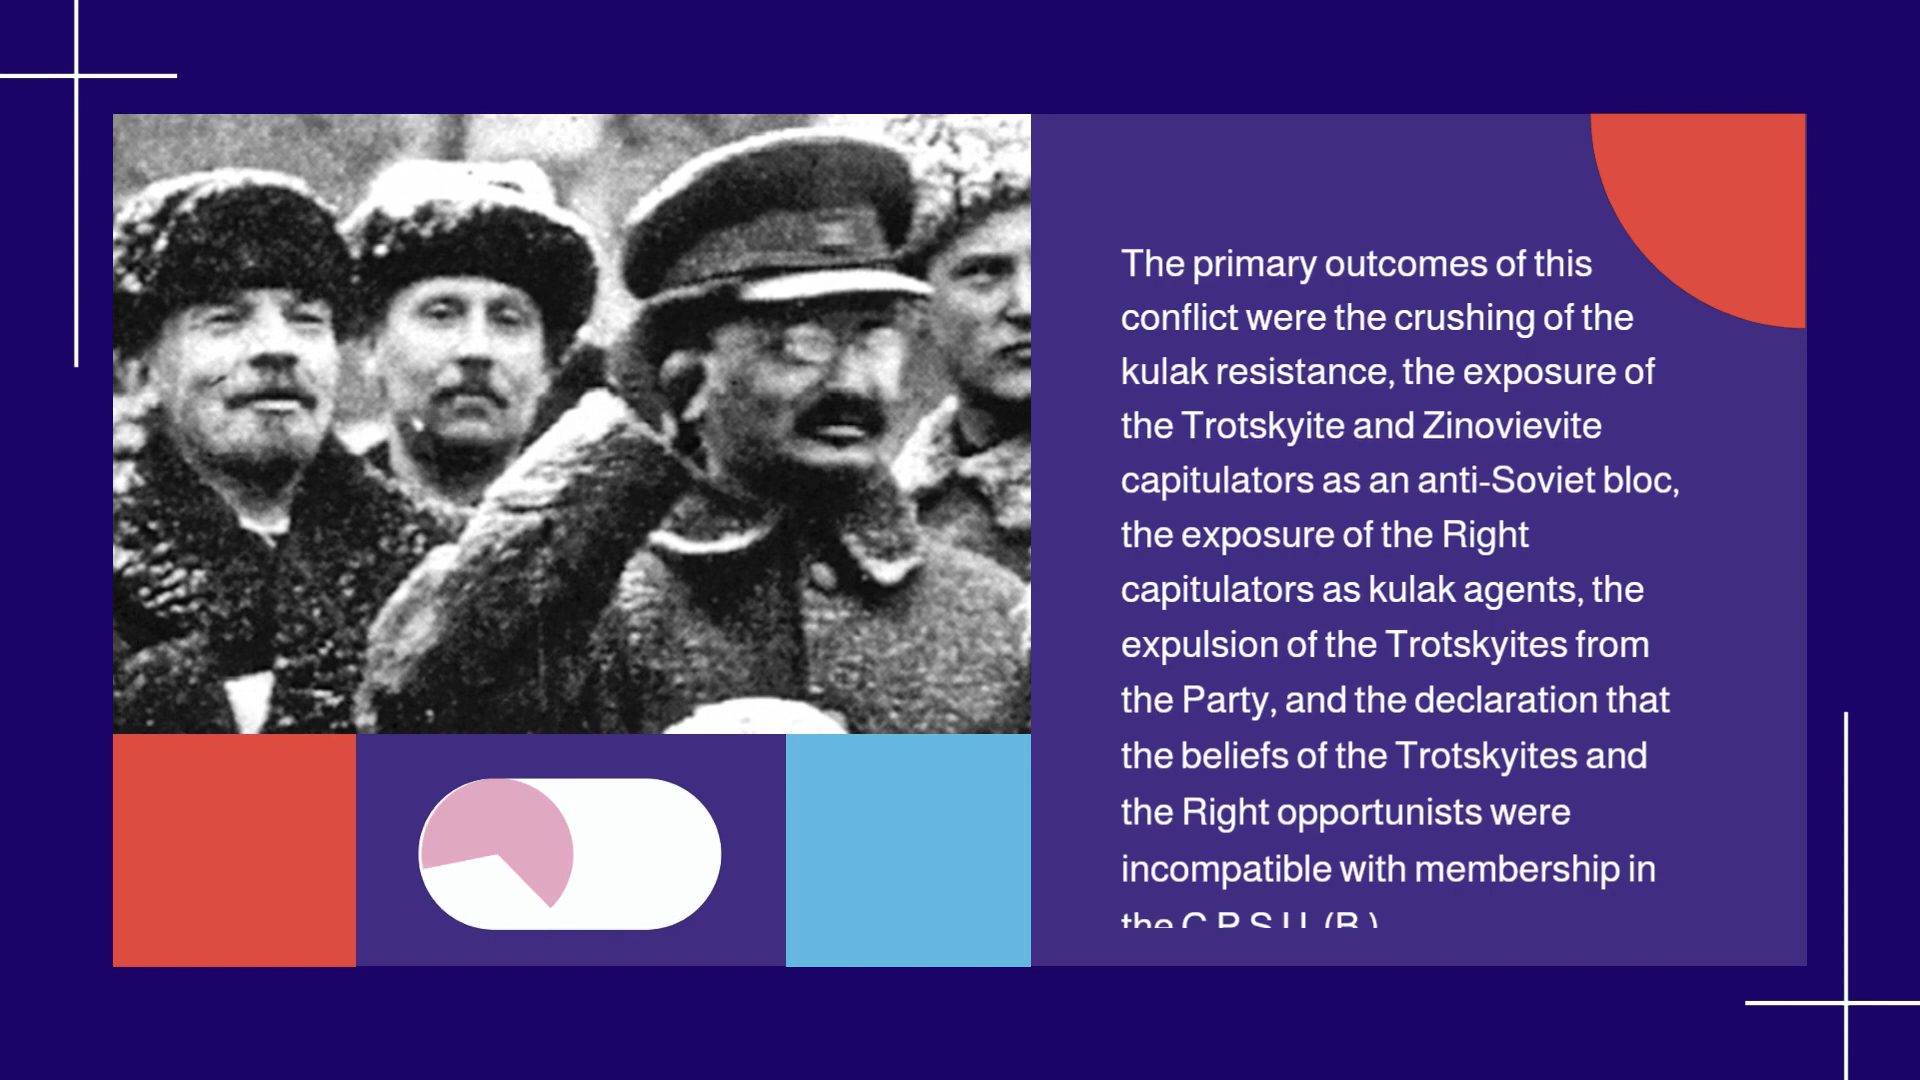 The primary outcomes of this
conflict were the crushing of the
kulak resistance, the exposure of
the Trotskyite and Zinovievite
capitulators as an anti-Soviet bloc,
the exposure of the Right
capitulators as kulak agents, the
expulsion of the Trotskyites from
the Party, and the declaration that
the beliefs of the Trotskyites and
the Right opportunists were
incompatible with membership in
the C.P.S.U. (B.)